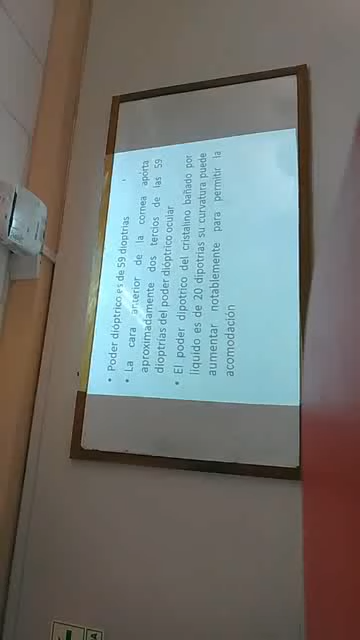 • Poder dióptrico es de 59 dioptrias
• La cara anterior de la cornea aporta
aproximadamente dos tercios de las 59
dioptrías del poder dióptrico ocular
• El poder dipotrico del cristalino bañado por
liquido es de 20 dipotrias su curvatura puede
aumentar notablemente para permitir la
acomodación